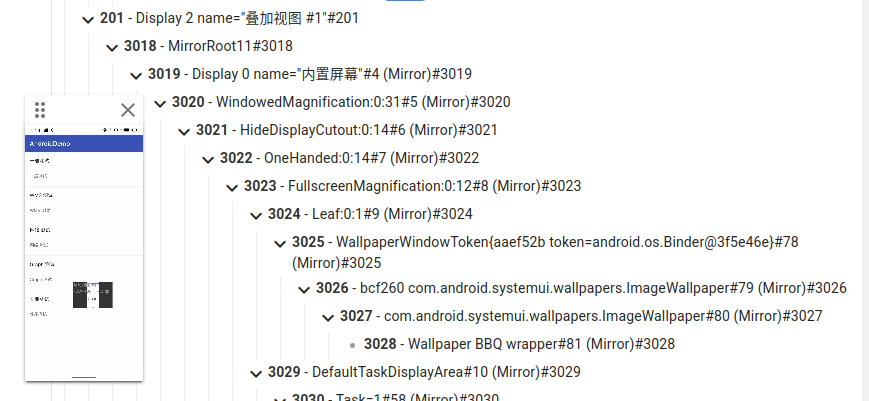 201 - Display 2 name="叠加视图 #1"#201
3018 - MirrorRoot11#3018
3019 - Display 0 name="内置屏幕"#4 (Mirror)#3019
3020 - WindowedMagnification:0:31#5 (Mirror)#3020
3021 - HideDisplayCutout:0:14#6 (Mirror)#3021
3022 - OneHanded:0:14#7 (Mirror)#3022
3023 - FullscreenMagnification:0:12#8 (Mirror)#3023
3024 - Leaf:0:1#9 (Mirror)#3024
3025 - WallpaperWindowToken{aaef52b token=android.os.Binder@3f5e46e}#78
(Mirror)#3025
3026 - bcf260 com.android.systemui.wallpapers.ImageWallpaper#79 (Mirror)#3026
3027 - com.android.systemui.wallpapers.ImageWallpaper#80 (Mirror)#3027
3028 - Wallpaper BBQ wrapper#81 (Mirror)#3028
3029 - DefaultTaskDisplayArea#10 (Mirror)#3029
3030 - Task=1#58 (Mirror)#3030
AndroidDemo